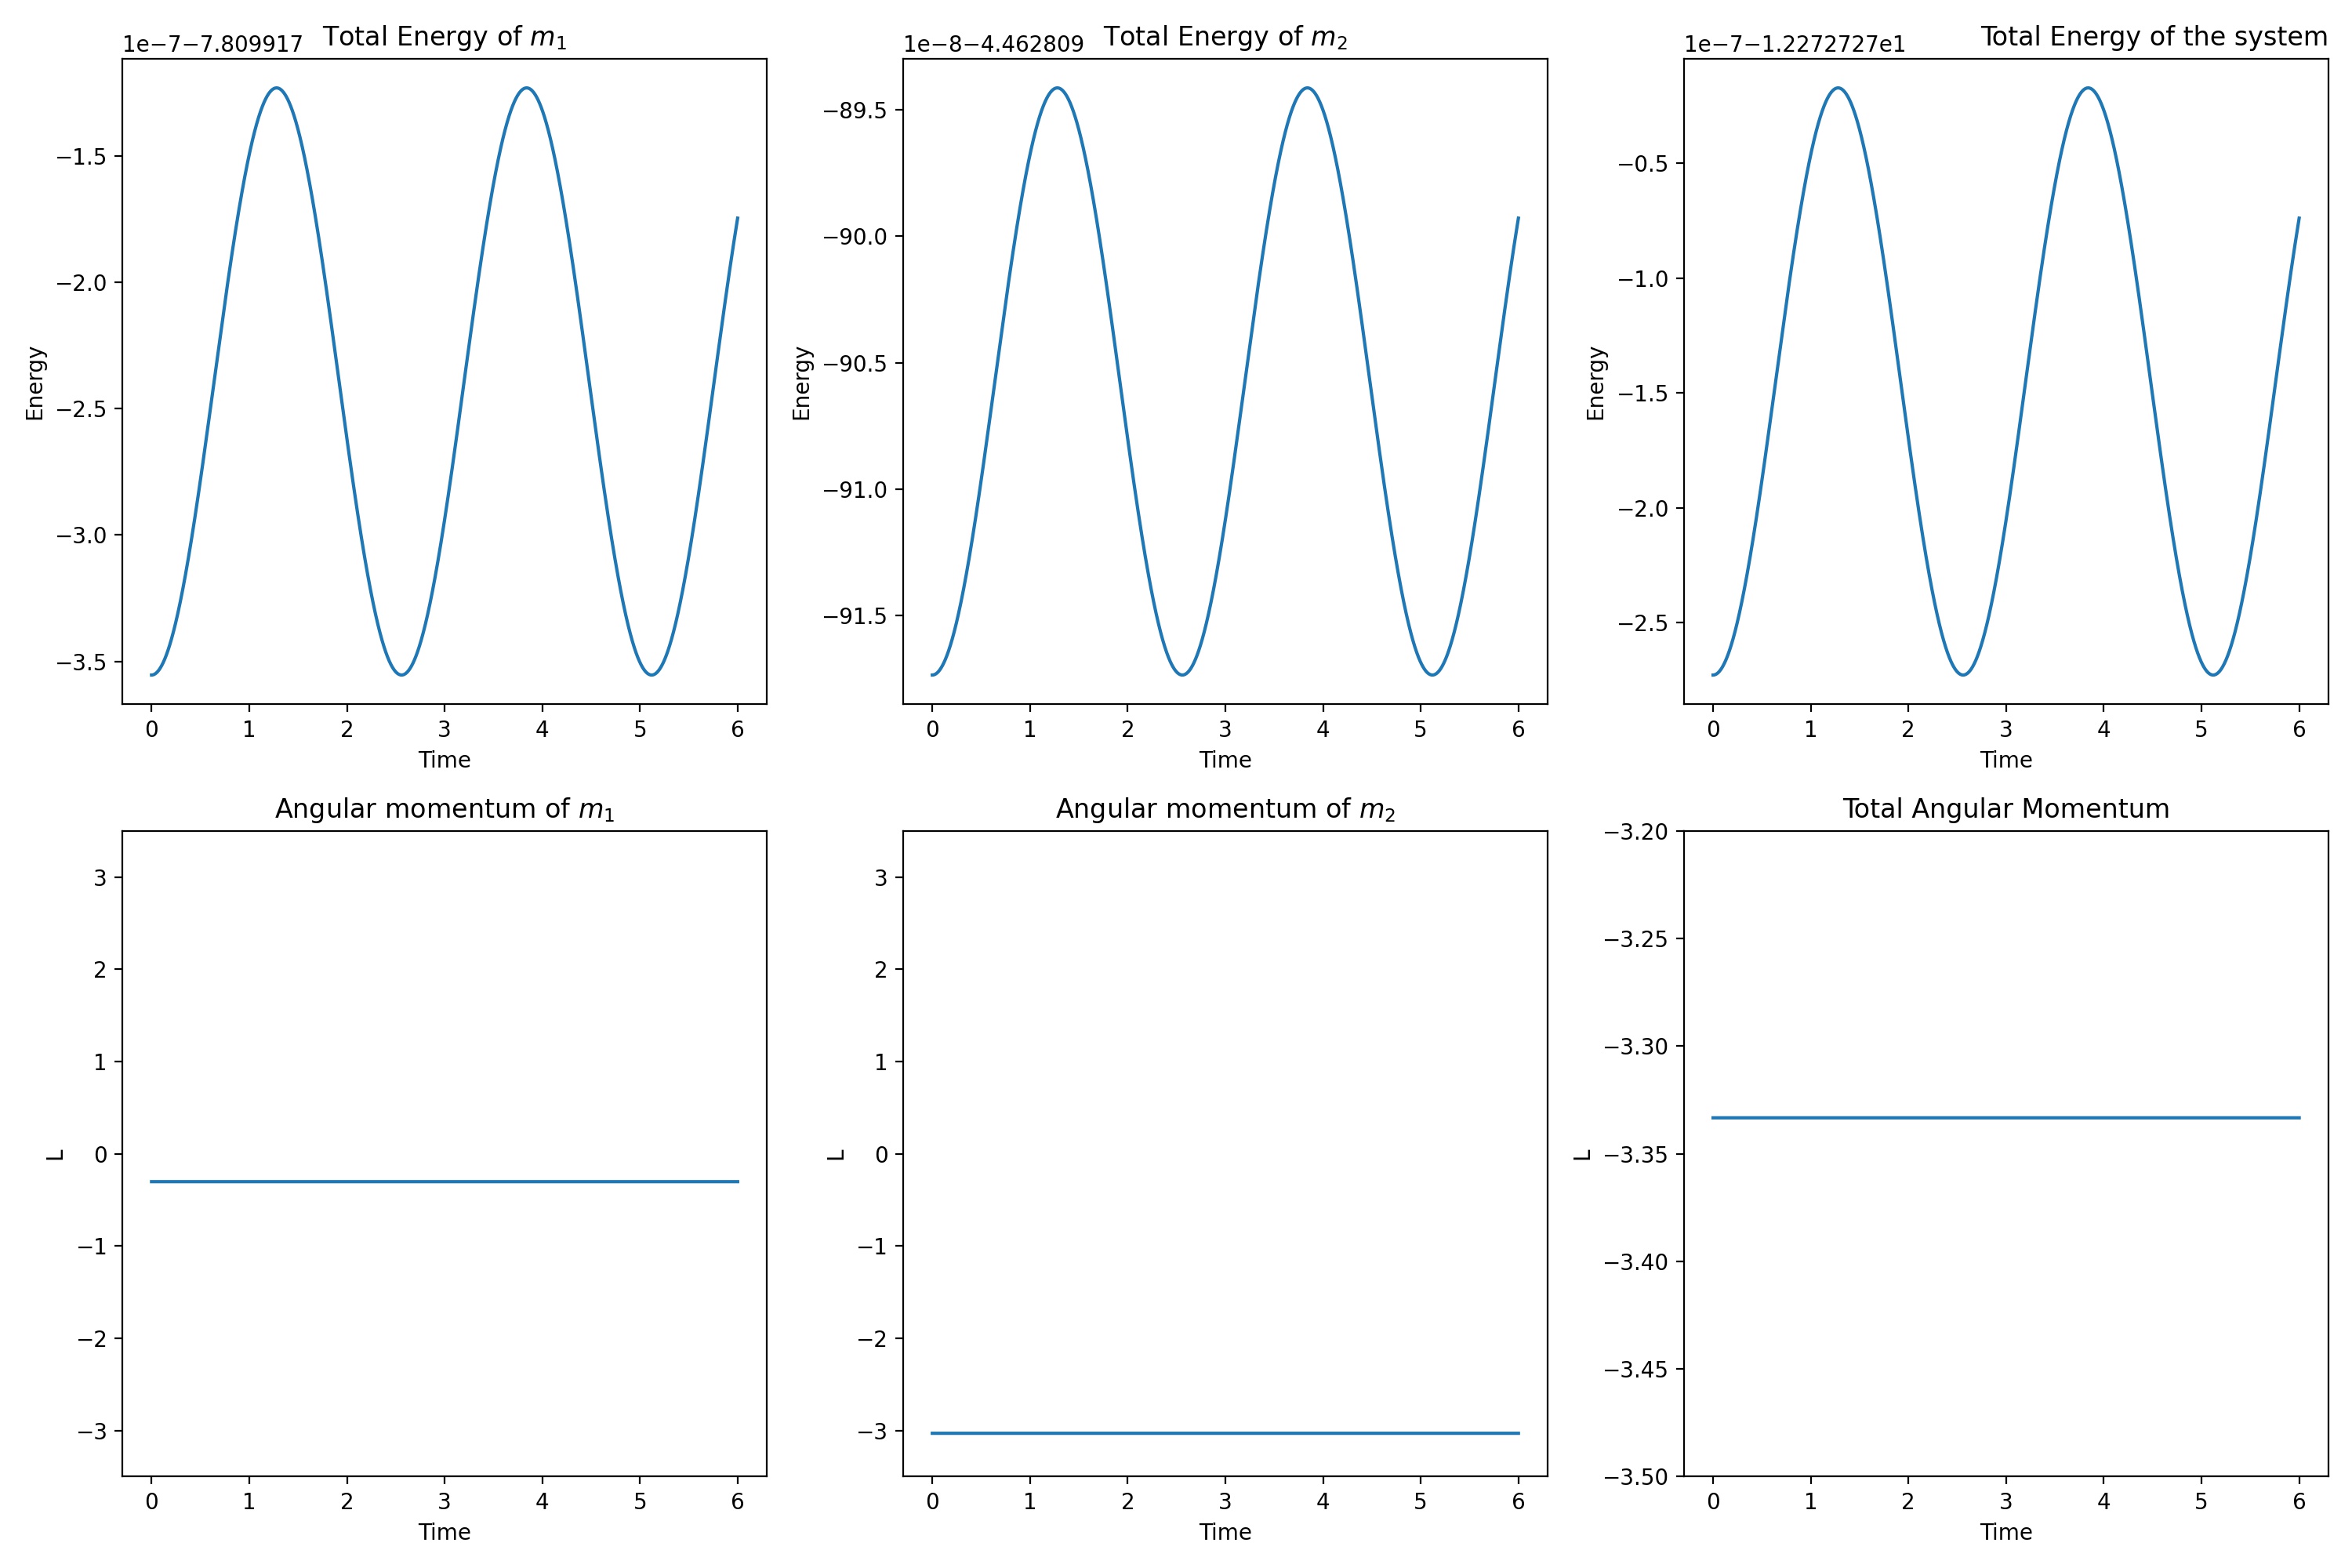 Total Energy of m₁
1e−7−7.809917
−1.5
−2.0
−2.5
−3.0
−3.5
Energy
0 1 2 3 4 5 6
Time
Total Energy of m₂
1e−8−4.462809
−89.5
−90.0
−90.5
−91.0
−91.5
Energy
0 1 2 3 4 5 6
Time
Total Energy of the system
1e−7−1.2272727e1
−0.5
−1.0
−1.5
−2.0
−2.5
Energy
0 1 2 3 4 5 6
Time
Angular momentum of m₁
3
2
1
0
−1
−2
−3
L
0 1 2 3 4 5 6
Time
Angular momentum of m₂
3
2
1
0
−1
−2
−3
L
0 1 2 3 4 5 6
Time
Total Angular Momentum
−3.20
−3.25
−3.30
−3.35
−3.40
−3.45
−3.50
L
0 1 2 3 4 5 6
Time